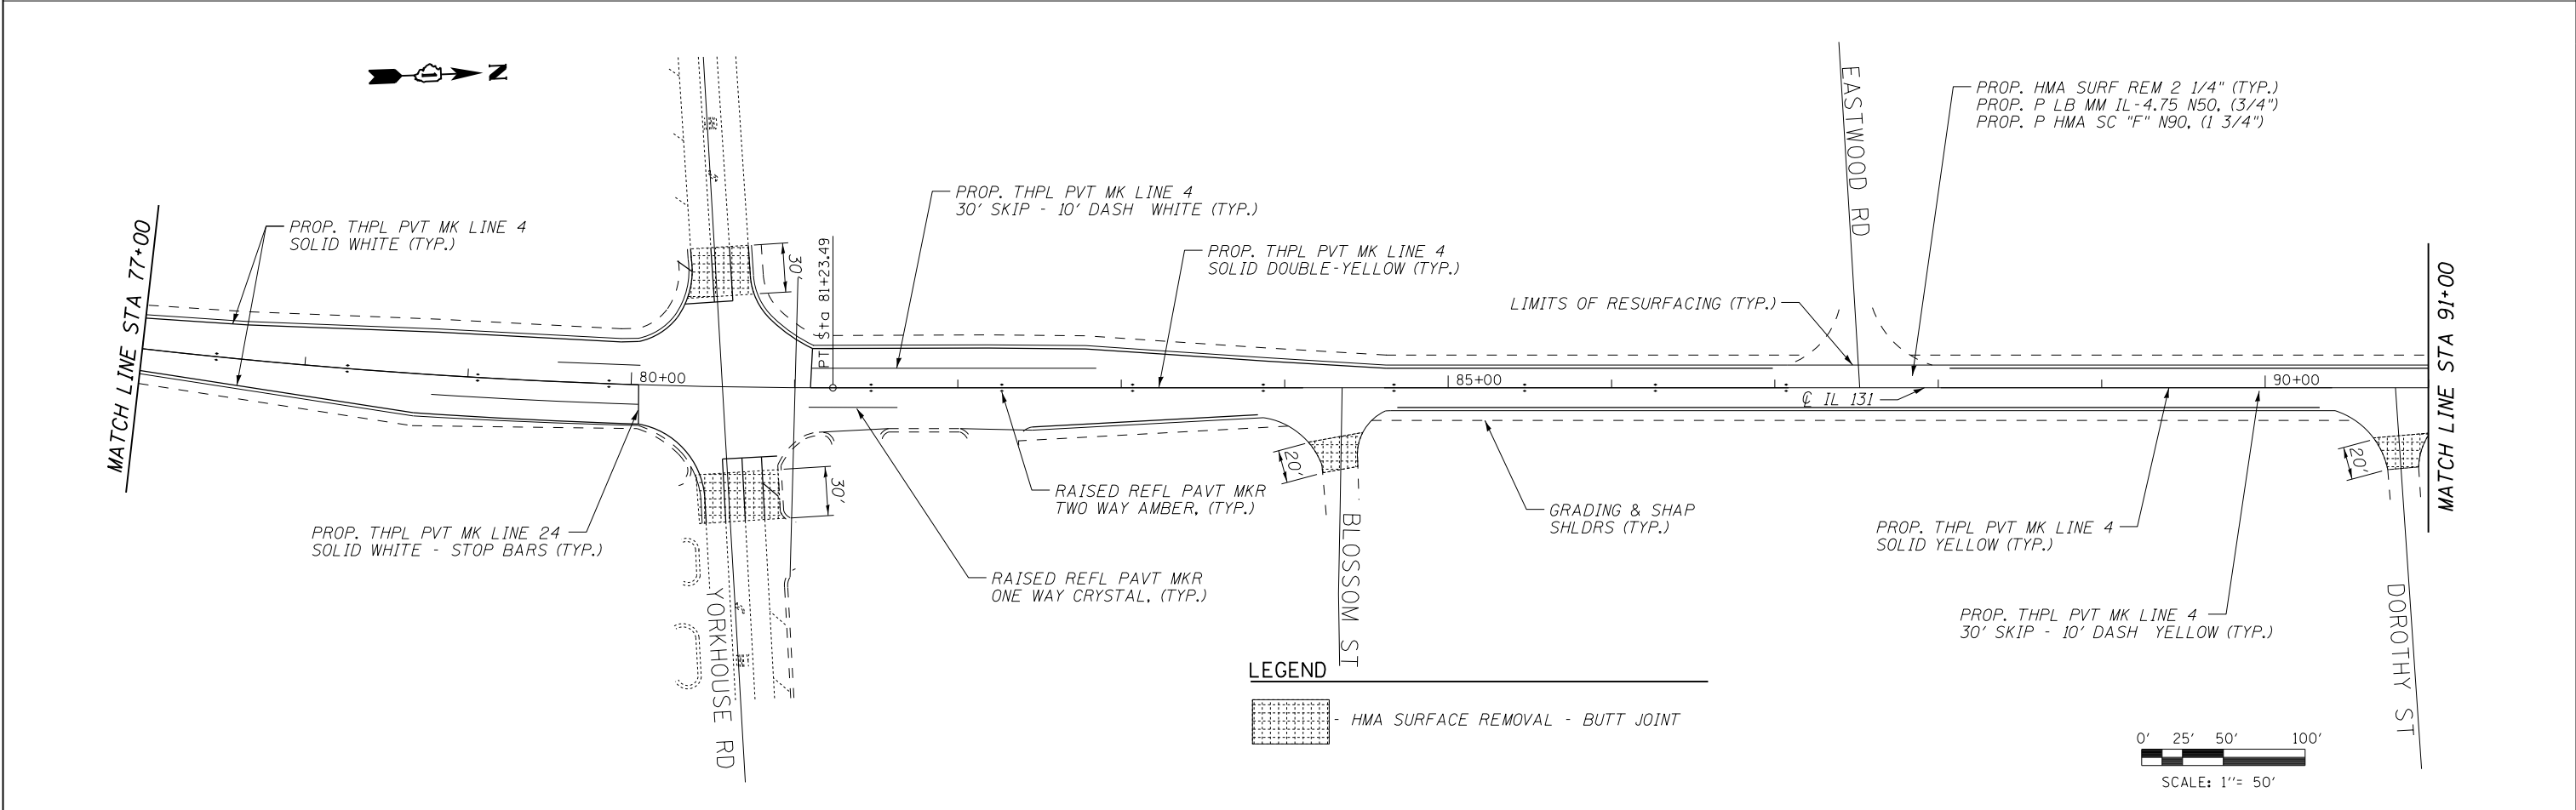 N
MATCH LINE STA 77+00
PROP. THPL PVT MK LINE 4
SOLID WHITE (TYP.)
PROP. THPL PVT MK LINE 24
SOLID WHITE - STOP BARS (TYP.)
80+00
30'
30'
YORKHOUSE RD
PT Sta 81+23.49
PROP. THPL PVT MK LINE 4
30' SKIP - 10' DASH WHITE (TYP.)
PROP. THPL PVT MK LINE 4
SOLID DOUBLE-YELLOW (TYP.)
RAISED REFL PAVT MKR
TWO WAY AMBER, (TYP.)
RAISED REFL PAVT MKR
ONE WAY CRYSTAL, (TYP.)
20'
BLOSSOM ST
85+00
LIMITS OF RESURFACING (TYP.)
GRADING & SHAP
SHLDRS (TYP.)
EASTWOOD RD
PROP. HMA SURF REM 2 1/4" (TYP.)
PROP. P LB MM IL-4.75 N50, (3/4")
PROP. P HMA SC "F" N90, (1 3/4")
℄ IL 131
90+00
PROP. THPL PVT MK LINE 4
SOLID YELLOW (TYP.)
PROP. THPL PVT MK LINE 4
30' SKIP - 10' DASH YELLOW (TYP.)
20'
DOROTHY ST
MATCH LINE STA 91+00
LEGEND
- HMA SURFACE REMOVAL - BUTT JOINT
0' 25' 50' 100'
SCALE: 1''= 50'